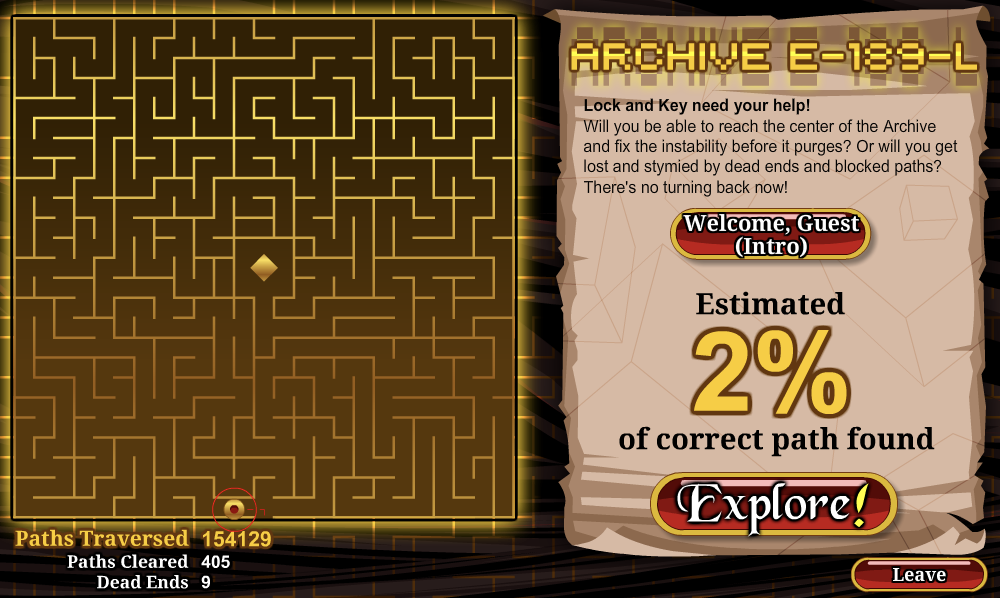 ARCHIVE E-189-L
Lock and Key need your help!
Will you be able to reach the center of the Archive
and fix the instability before it purges? Or will you get
lost and stymied by dead ends and blocked paths?
There's no turning back now!
Welcome, Guest
(Intro)
Estimated
2%
of correct path found
Explore!
Paths Traversed 154129
Paths Cleared 405
Dead Ends 9
Leave